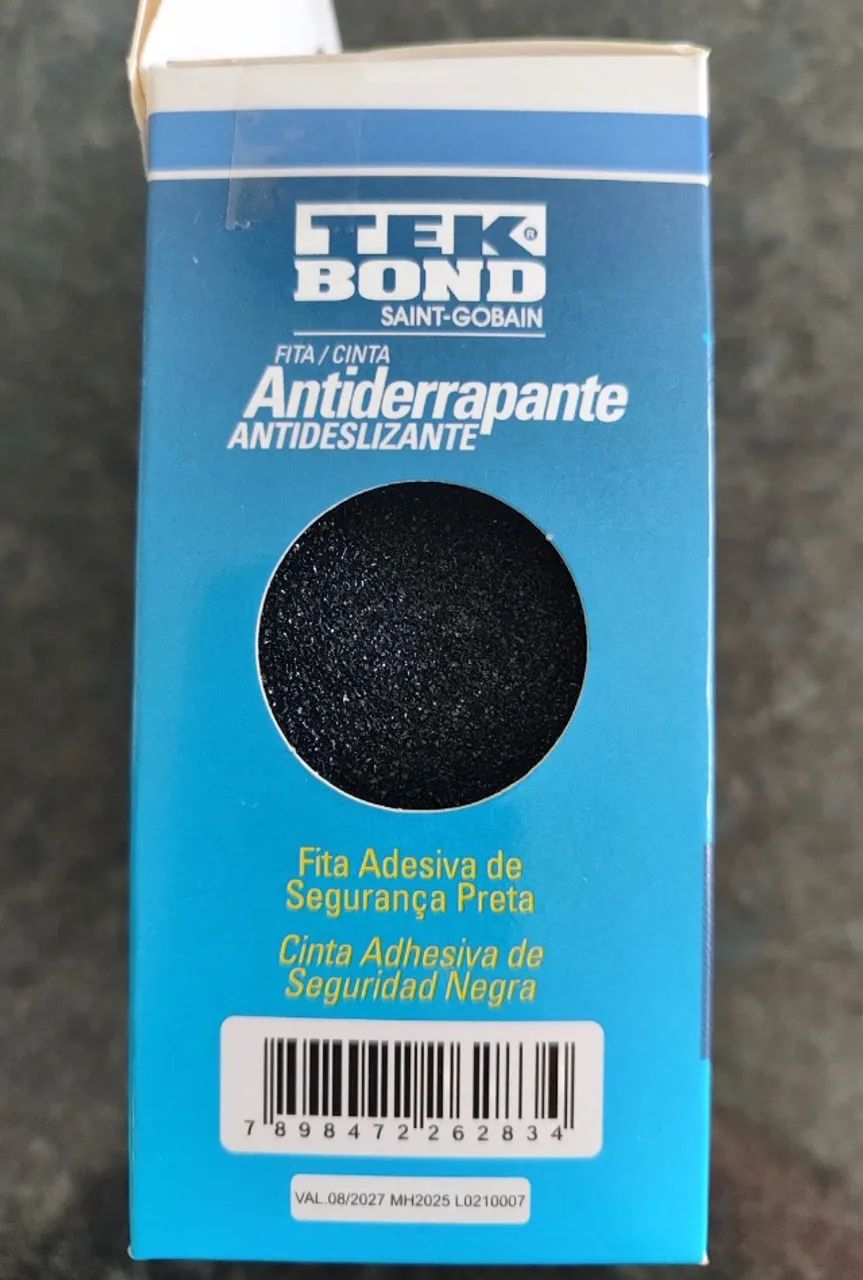 TEK®
BOND
SAINT-GOBAIN
FITA / CINTA
Antiderrapante
ANTIDESLIZANTE
Fita Adesiva de
Segurança Preta
Cinta Adhesiva de
Seguridad Negra
7 898472 262834
VAL.08/2027 MH2025 L0210007